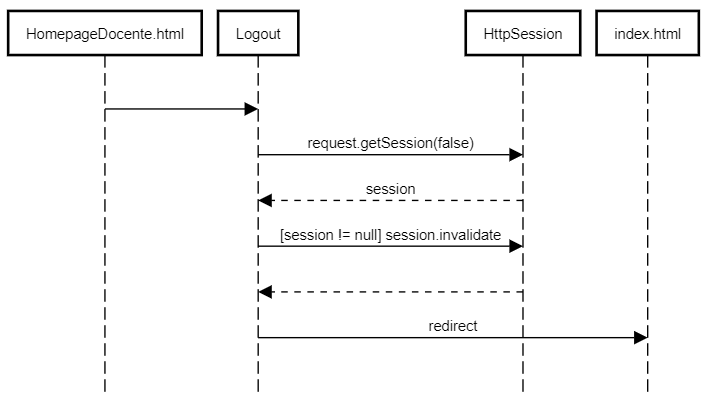 HomepageDocente.html
Logout
HttpSession
index.html
request.getSession(false)
session
[session != null] session.invalidate
redirect